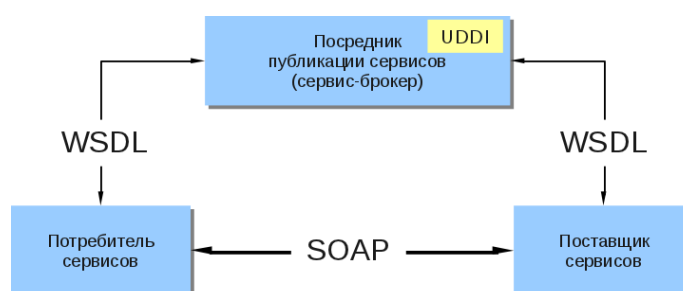 Посредник
публикации сервисов
(сервис-брокер)
UDDI
WSDL
WSDL
Потребитель
сервисов
SOAP
Поставщик
сервисов